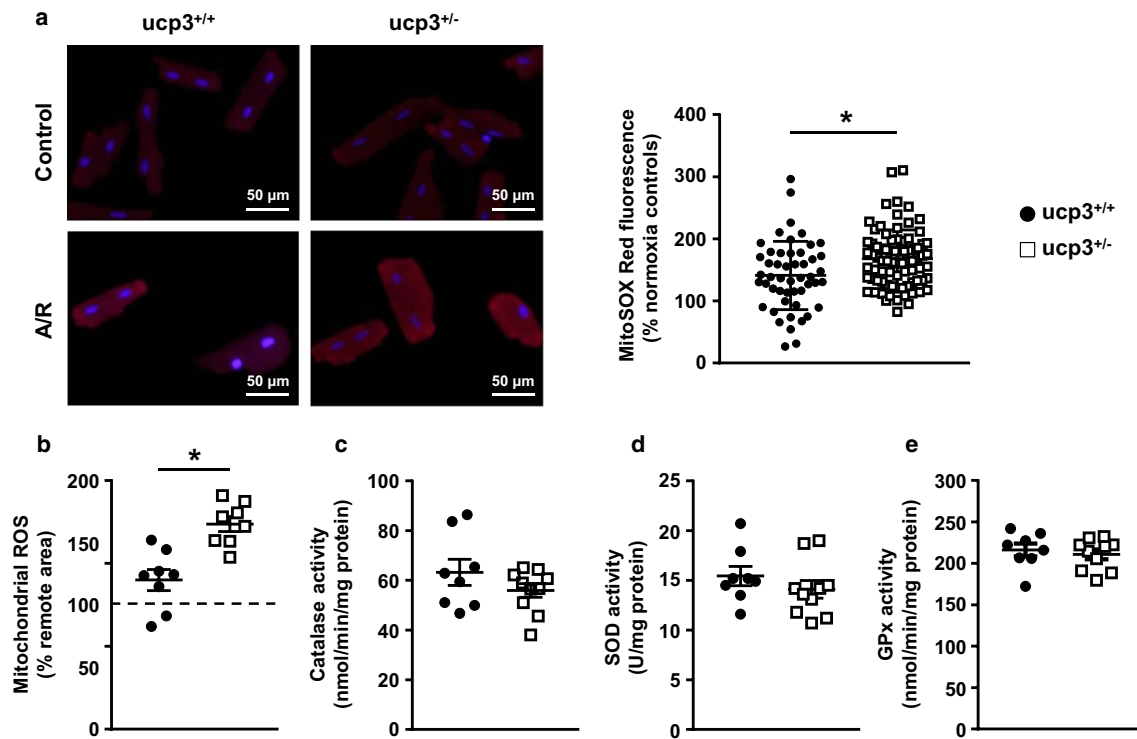 a
ucp3+/+
ucp3+/-
Control
50 µm
50 µm
A/R
50 µm
50 µm
MitoSOX Red fluorescence
(% normoxia controls)
400
300
200
100
0
*
ucp3+/+
ucp3+/-
b
Mitochondrial ROS
(% remote area)
200
150
100
50
0
*
c
Catalase activity
(nmol/min/mg protein)
100
80
60
40
20
0
d
SOD activity
(U/mg protein)
25
20
15
10
5
0
e
GPx activity
(nmol/min/mg protein)
300
250
200
150
100
50
0